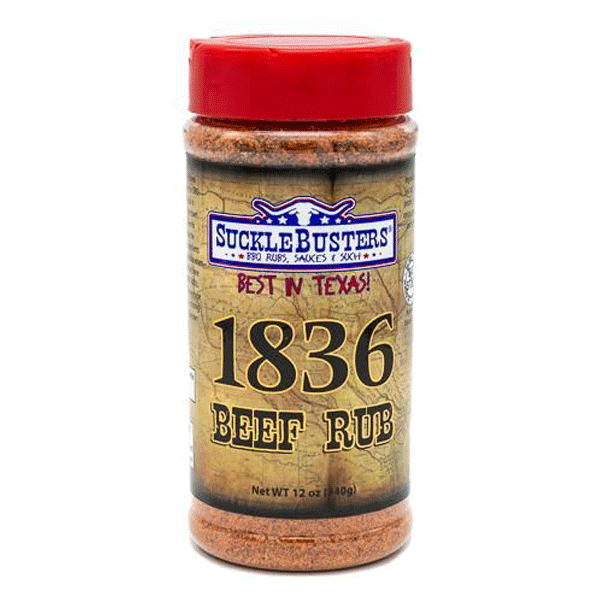 SUCKLEBUSTERS®
BBQ RUBS, SAUCES & SUCH
BEST IN TEXAS!
1836
BEEF RUB
Net WT 12 oz (340g)